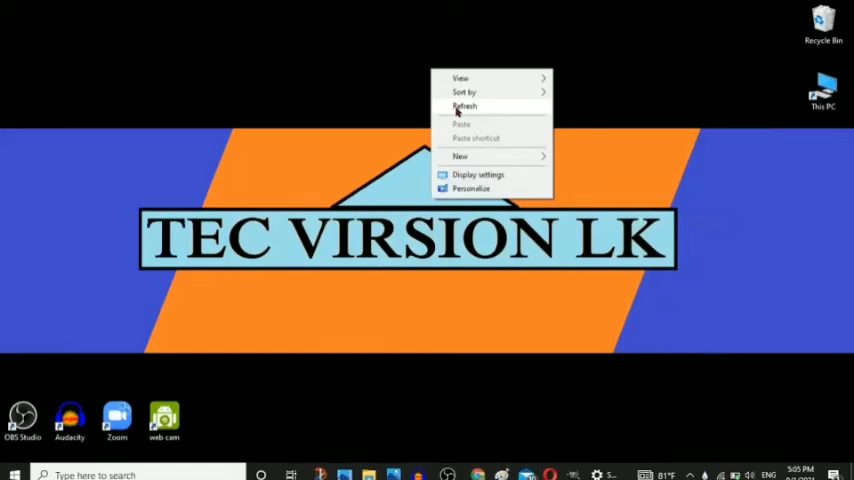 Recycle Bin
This PC
View
Sort by
Refresh
Paste
Paste shortcut
New
Display settings
Personalize
TEC VIRSION LK
OBS Studio
Audacity
Zoom
web cam
Type here to search
S...
81°F
ENG
5:05 PM